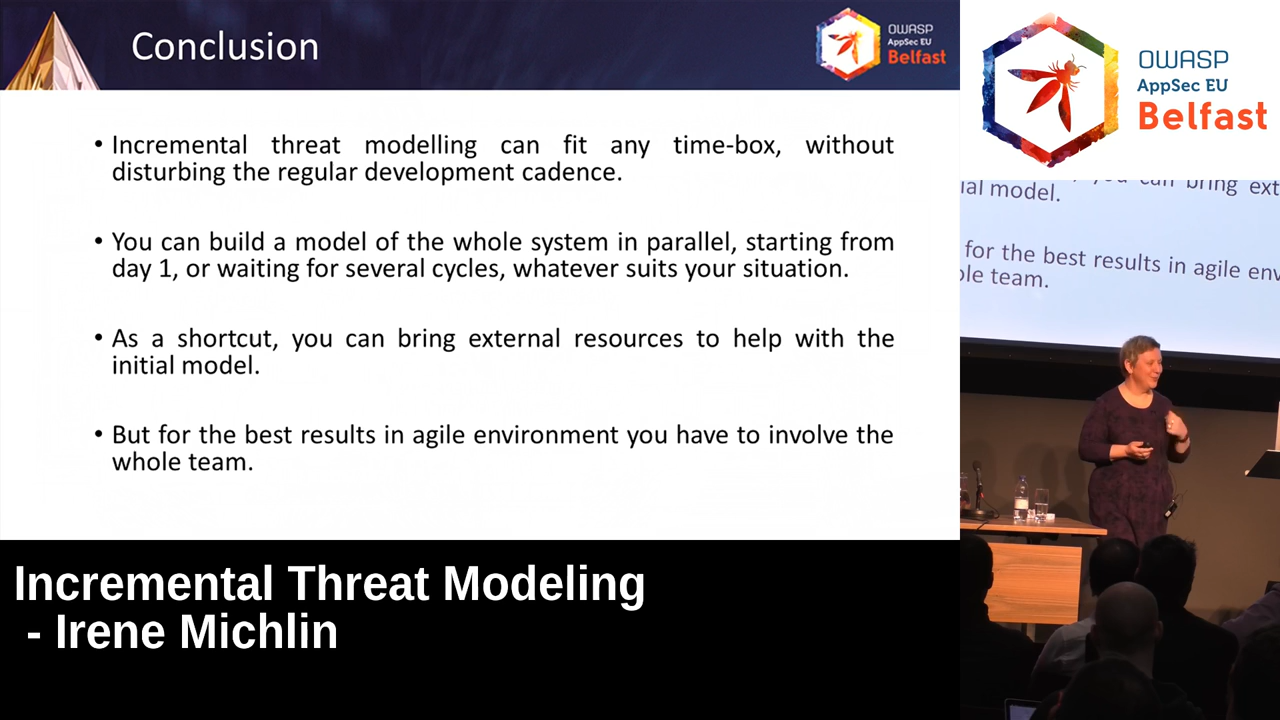 Conclusion
OWASP
AppSec EU
Belfast
• Incremental threat modelling can fit any time-box, without
disturbing the regular development cadence.
• You can build a model of the whole system in parallel, starting from
day 1, or waiting for several cycles, whatever suits your situation.
• As a shortcut, you can bring external resources to help with the
initial model.
• But for the best results in agile environment you have to involve the
whole team.
OWASP
AppSec EU
Belfast
you can bring ext
ial model.
for the best results in agile env
ole team.
Incremental Threat Modeling
- Irene Michlin